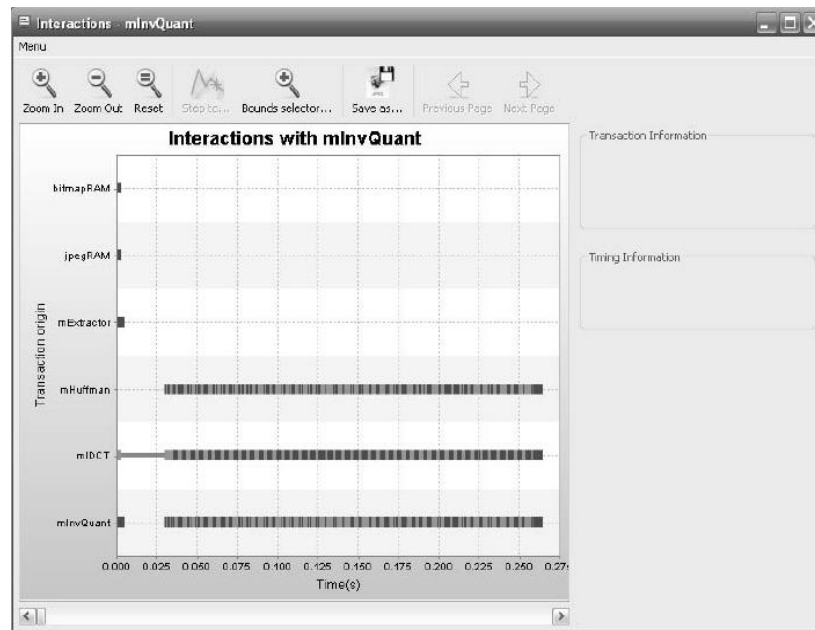 Interactions - mInvQuant
Menu
Zoom In Zoom Out Reset Step to... Bounds selector... Save as... Previous Page Next Page
Interactions with mInvQuant
Transaction Information
Timing Information
Transaction origin
bitmapRAM
jpegRAM
mExtractor
mHuffman
mIDCT
mInvQuant
0.000 0.025 0.050 0.075 0.100 0.125 0.150 0.175 0.200 0.225 0.250 0.27
Time(s)